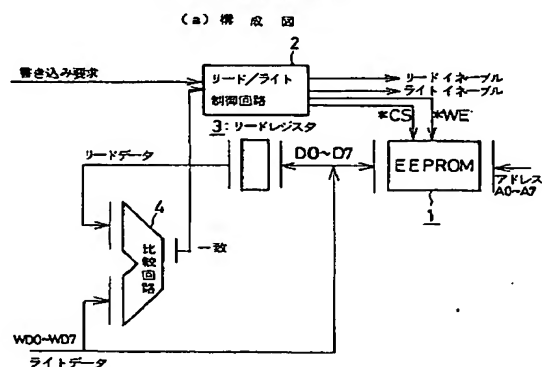 (a) 構成図
2
書き込み要求
リード/ライト
制御回路
リードイネーブル
ライトイネーブル
*CS
*WE
3:リードレジスタ
リードデータ
D0~D7
EEPROM
アドレス
A0~A7
1
4
比較回路
一致
WD0~WD7
ライトデータ